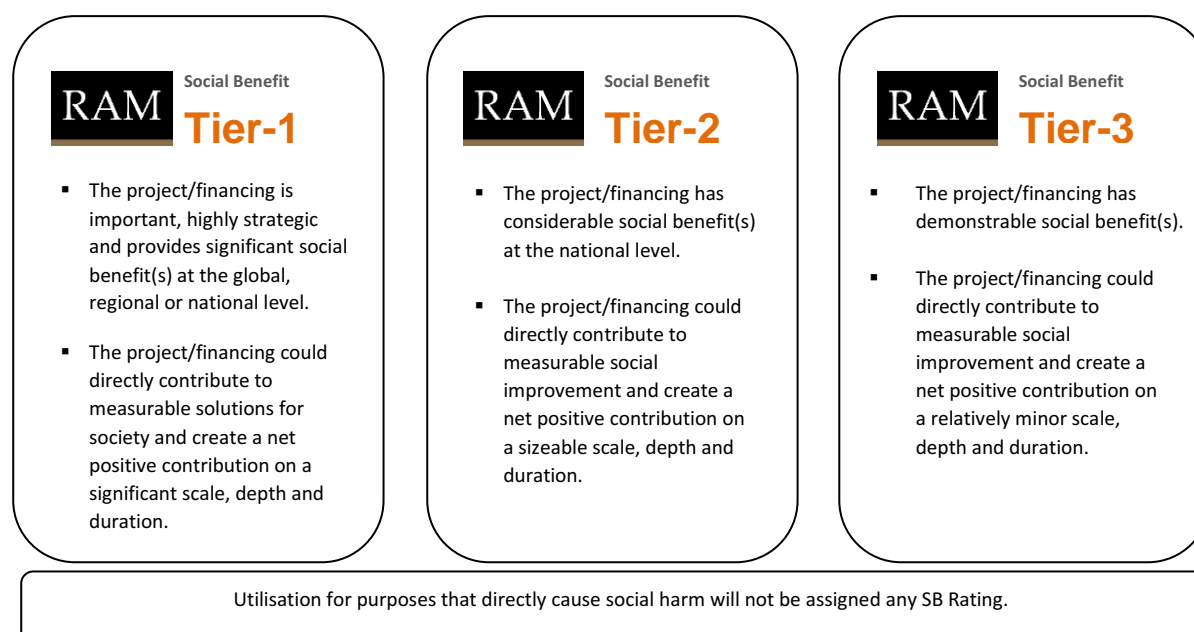 RAM
Social Benefit
Tier-1
▪ The project/financing is
important, highly strategic
and provides significant social
benefit(s) at the global,
regional or national level.
▪ The project/financing could
directly contribute to
measurable solutions for
society and create a net
positive contribution on a
significant scale, depth and
duration.
RAM
Social Benefit
Tier-2
▪ The project/financing has
considerable social benefit(s)
at the national level.
▪ The project/financing could
directly contribute to
measurable social
improvement and create a
net positive contribution on
a sizeable scale, depth and
duration.
RAM
Social Benefit
Tier-3
▪ The project/financing has
demonstrable social benefit(s).
▪ The project/financing could
directly contribute to
measurable social
improvement and create a
net positive contribution on
a relatively minor scale,
depth and duration.
Utilisation for purposes that directly cause social harm will not be assigned any SB Rating.